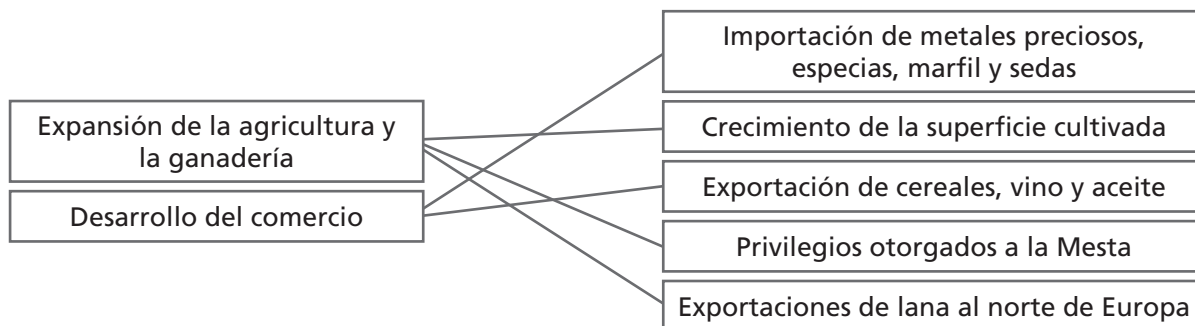 Expansión de la agricultura y
la ganadería
Desarrollo del comercio
Importación de metales preciosos,
especias, marfil y sedas
Crecimiento de la superficie cultivada
Exportación de cereales, vino y aceite
Privilegios otorgados a la Mesta
Exportaciones de lana al norte de Europa